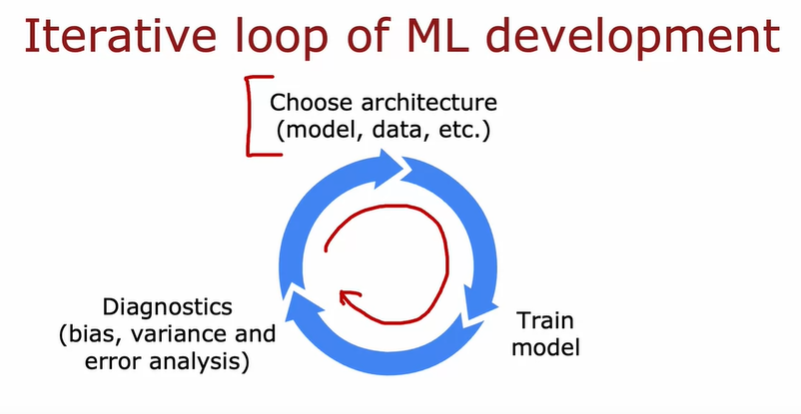 Iterative loop of ML development
Choose architecture
(model, data, etc.)
Diagnostics
(bias, variance and
error analysis)
Train
model